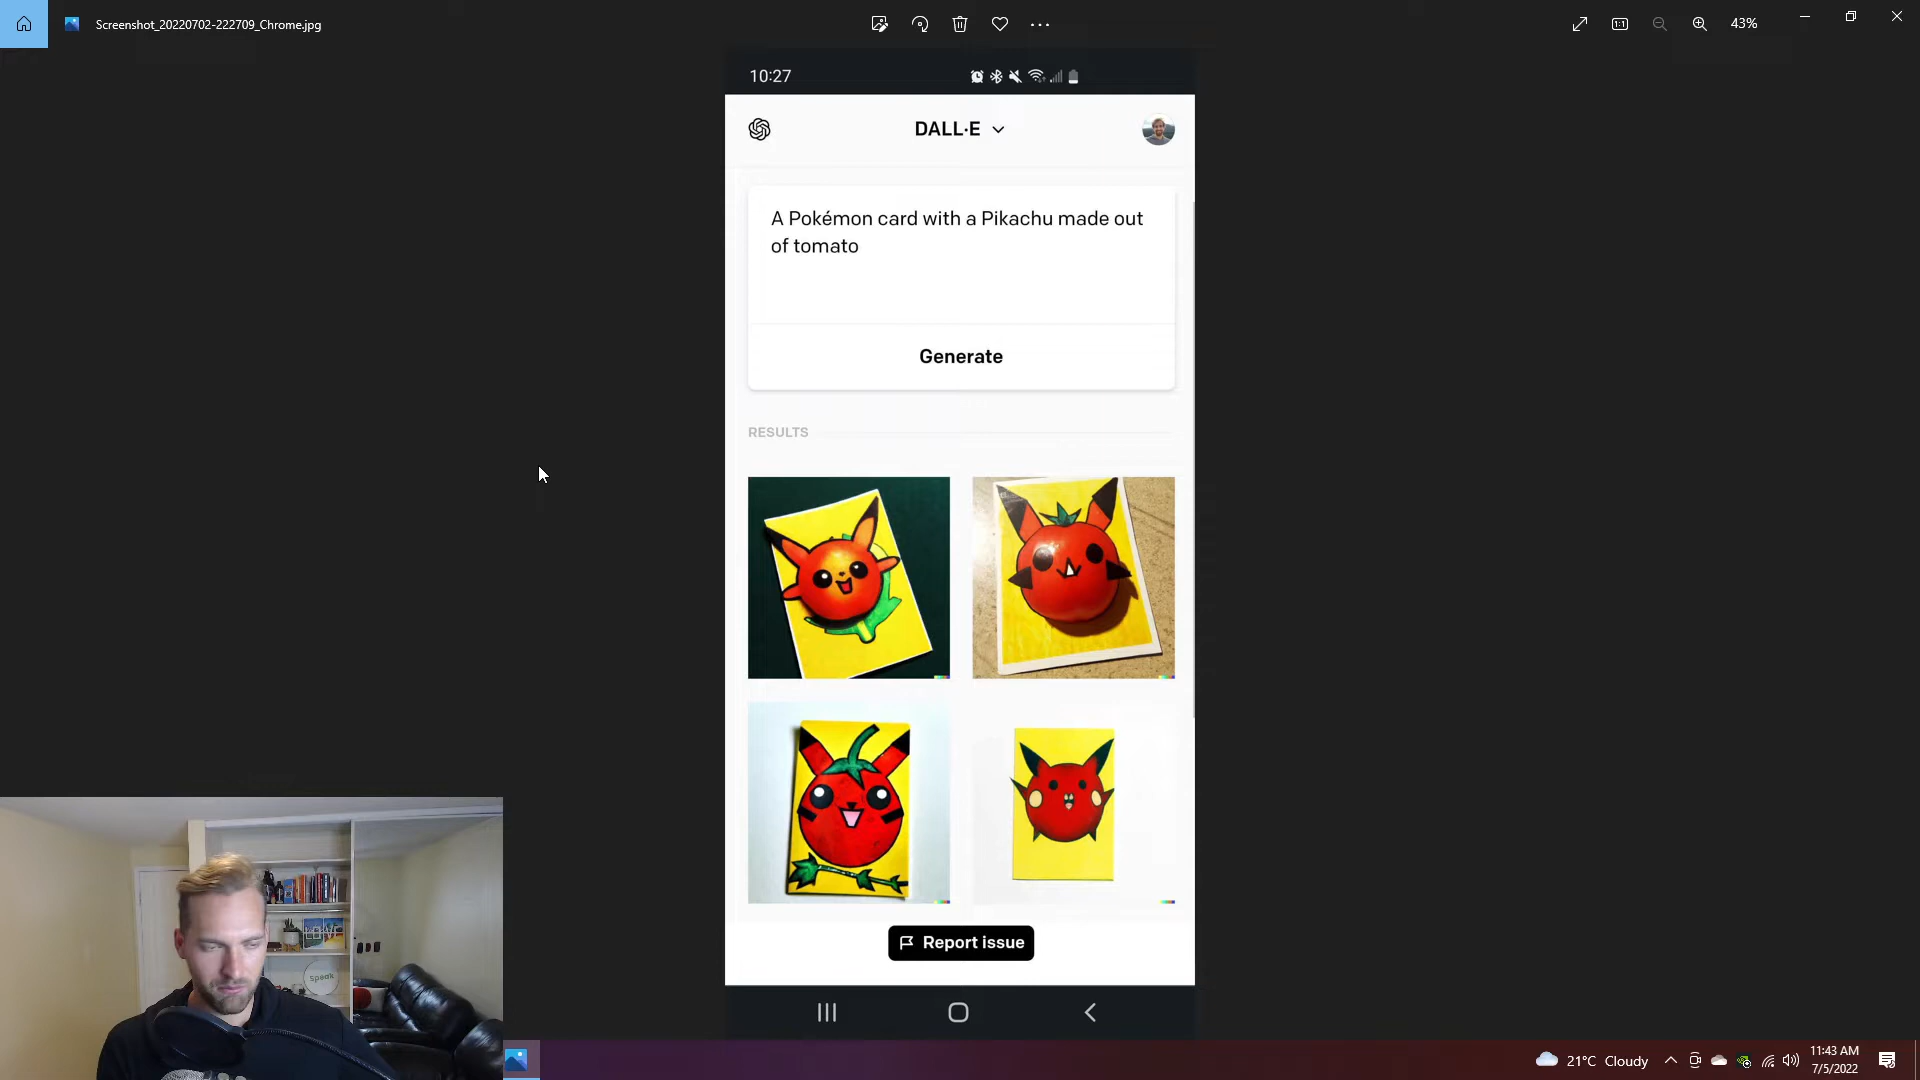 Screenshot_20220702-222709_Chrome.jpg
43%
10:27
DALL·E
A Pokémon card with a Pikachu made out
of tomato
Generate
RESULTS
Report issue
Speak
21°C Cloudy
11:43 AM
7/5/2022